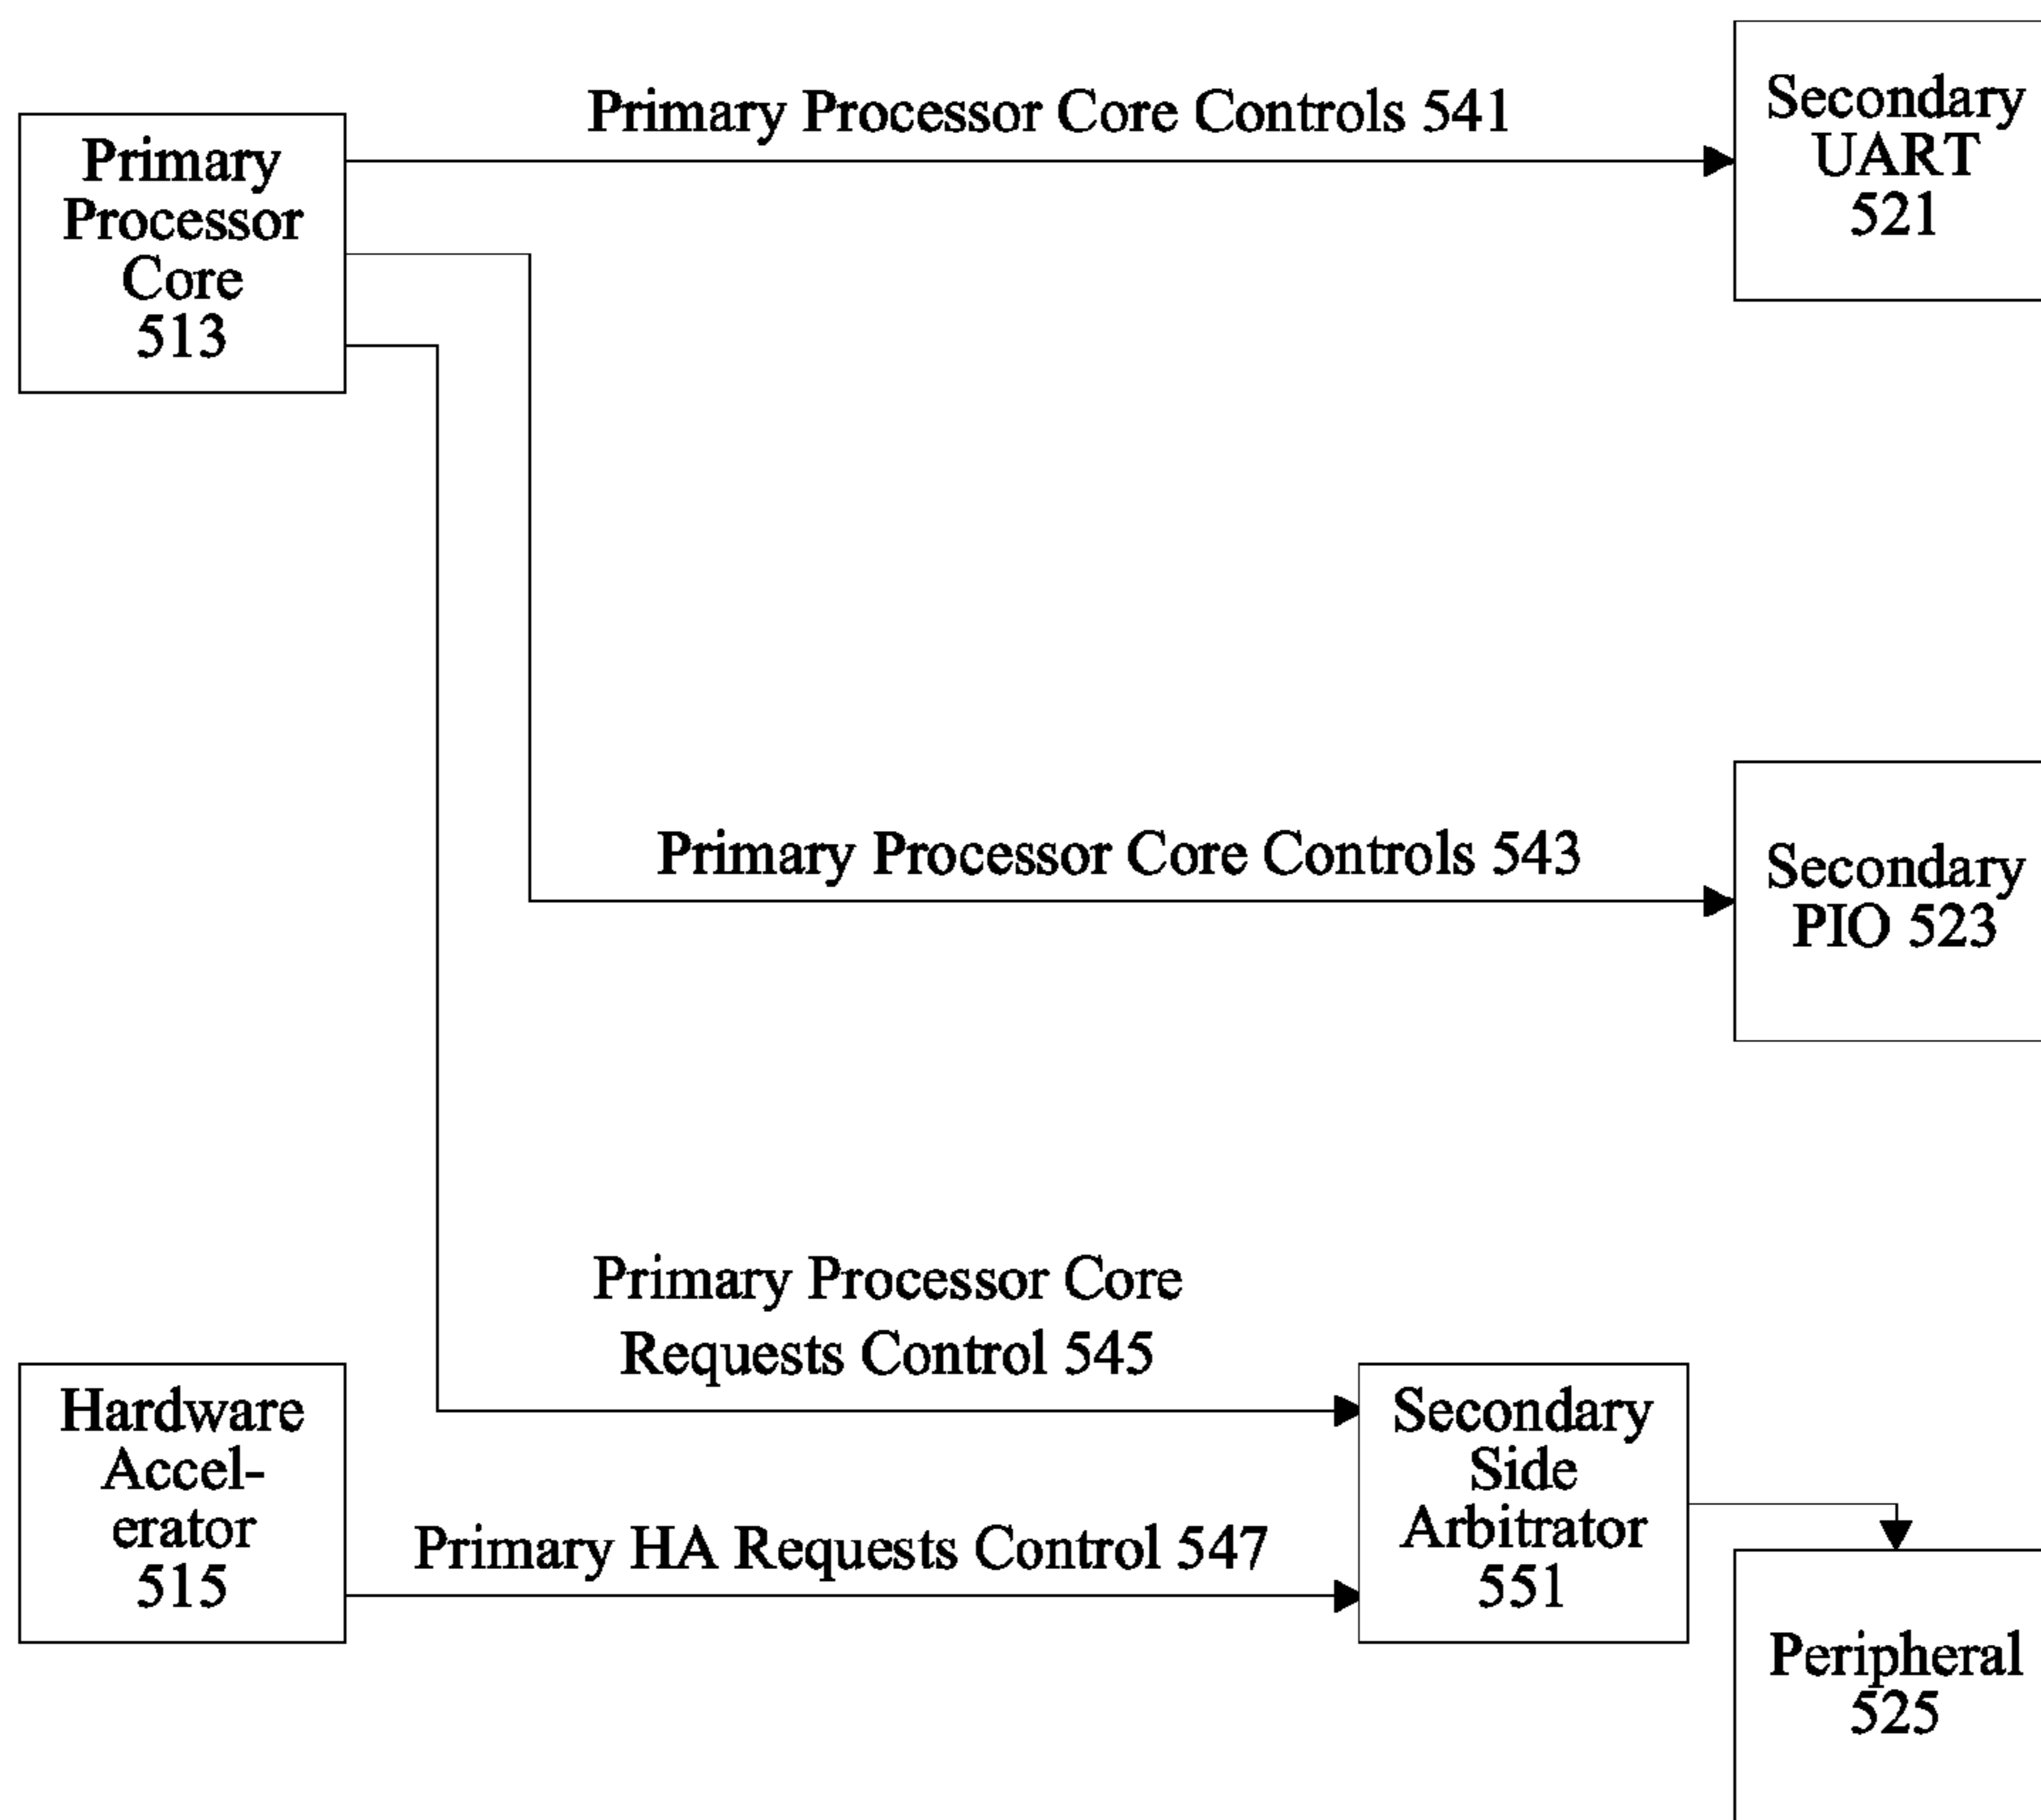 Primary Processor Core Controls 541
Secondary
UART
521
Primary
Processor
Core
513
Primary Processor Core Controls 543
Secondary
PIO 523
Primary Processor Core
Requests Control 545
Hardware
Accel-
erator
515
Primary HA Requests Control 547
Secondary
Side
Arbitrator
551
Peripheral
525